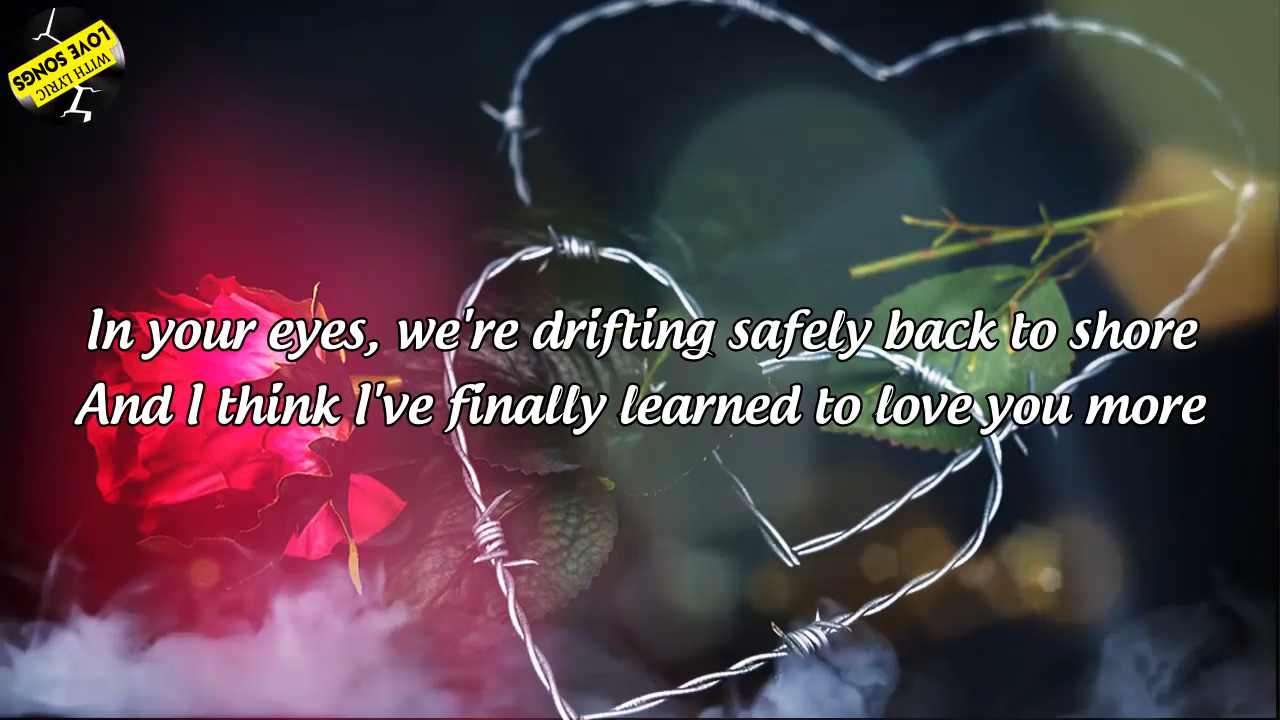 LOVE SONGS
WITH LYRIC
In your eyes, we're drifting safely back to shore
And I think I've finally learned to love you more